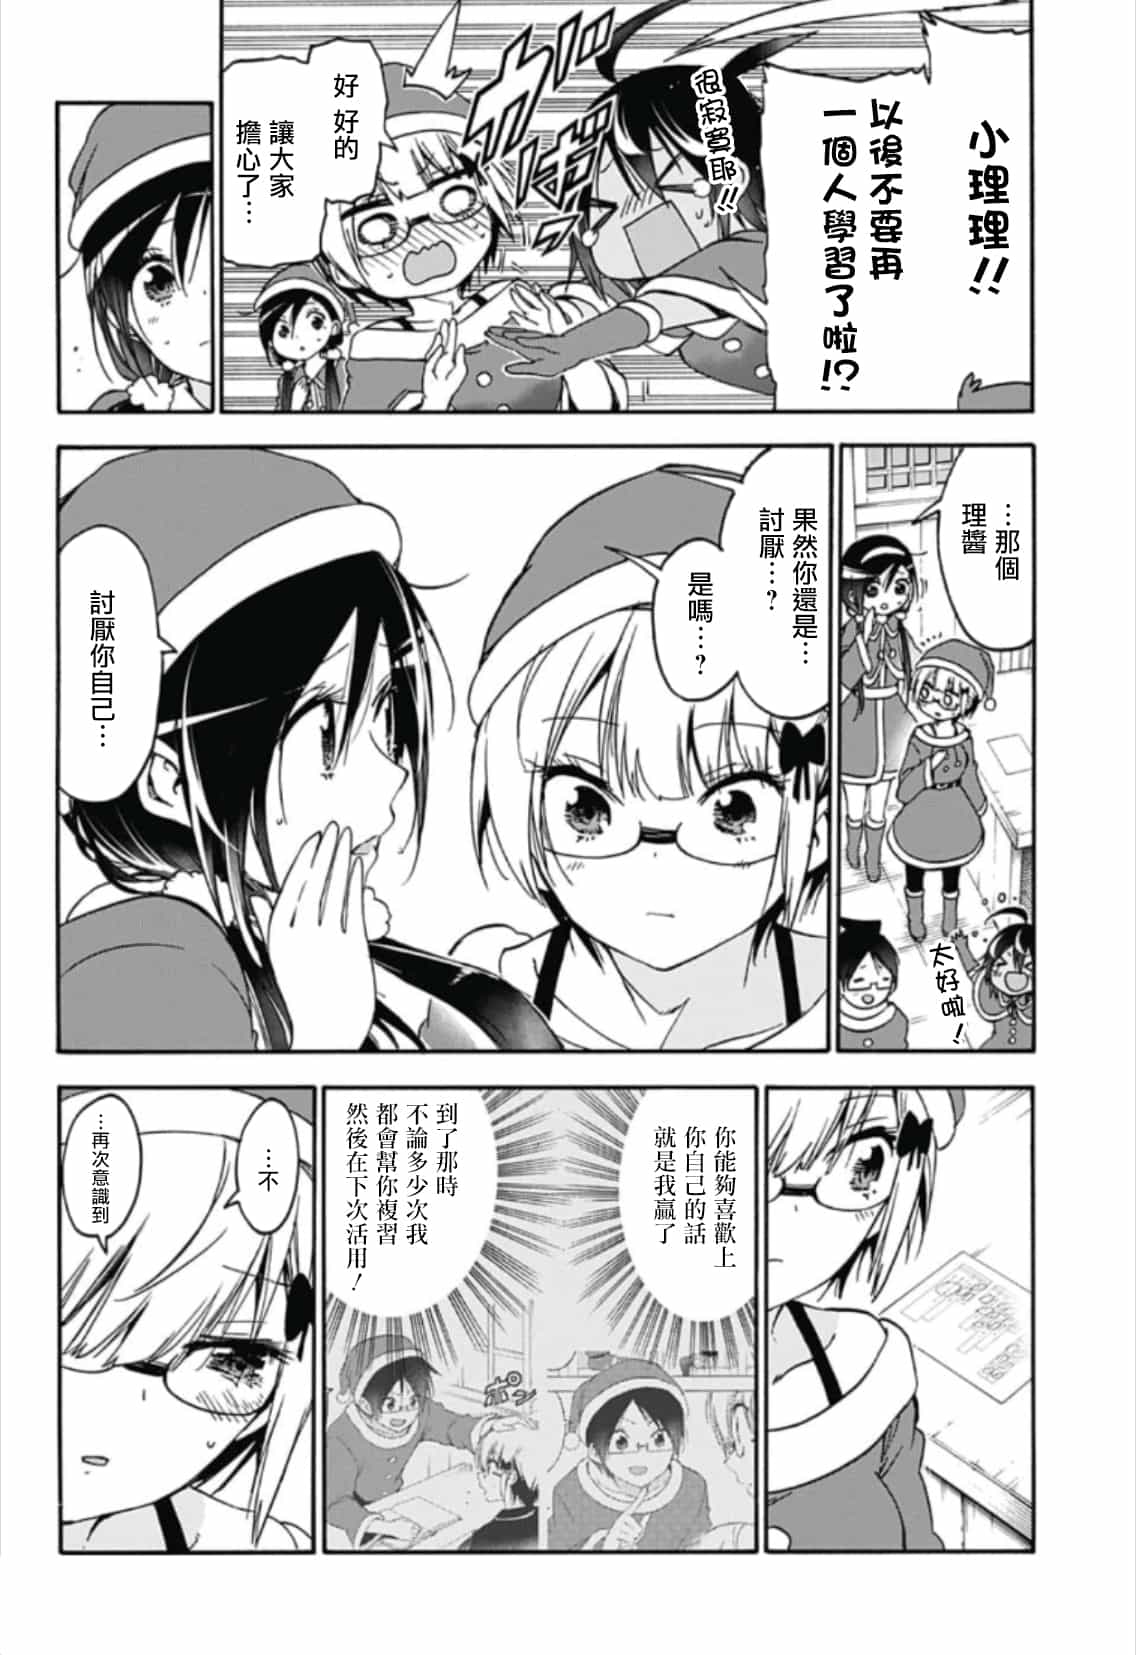 小理理!!
以後不要再
一個人學習了啦!?
很寂寞耶!!
ガバ
好 好的
讓大家
擔心了…
…那個
理醬
太好啦!
果然你還是…
討厭…?
是嗎…?
討厭你自己…
你能夠喜歡上
你自己的話
就是我贏了
到了那時
不論多少次我
都會幫你複習
然後在下次活用!
ポン
…不
…再次意識到